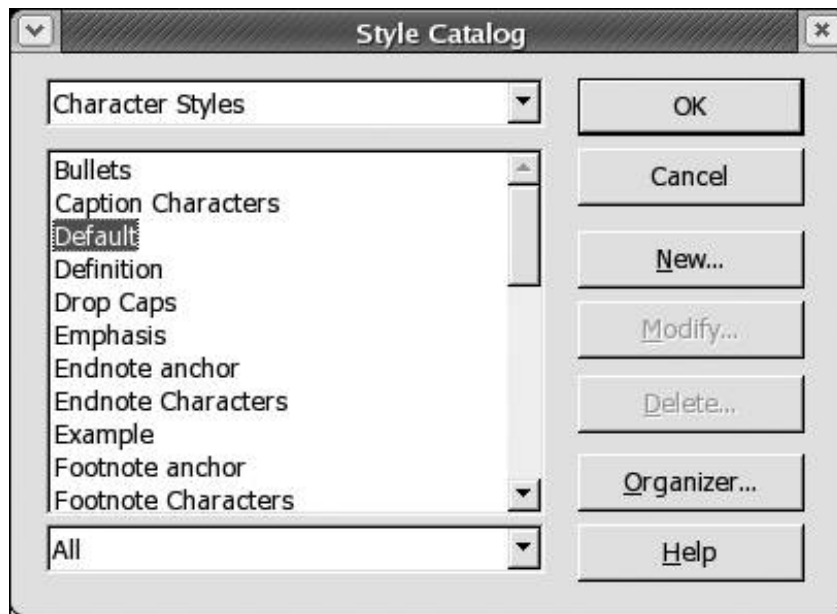 Style Catalog
Character Styles
Bullets
Caption Characters
Default
Definition
Drop Caps
Emphasis
Endnote anchor
Endnote Characters
Example
Footnote anchor
Footnote Characters
All
OK
Cancel
New...
Modify...
Delete...
Organizer...
Help